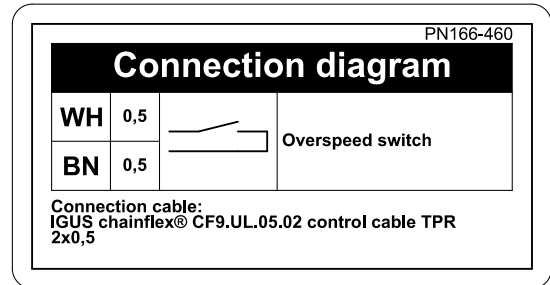 PN166-460
Connection diagram
WH 0,5
Overspeed switch
BN 0,5
Connection cable:
IGUS chainflex® CF9.UL.05.02 control cable TPR
2x0,5